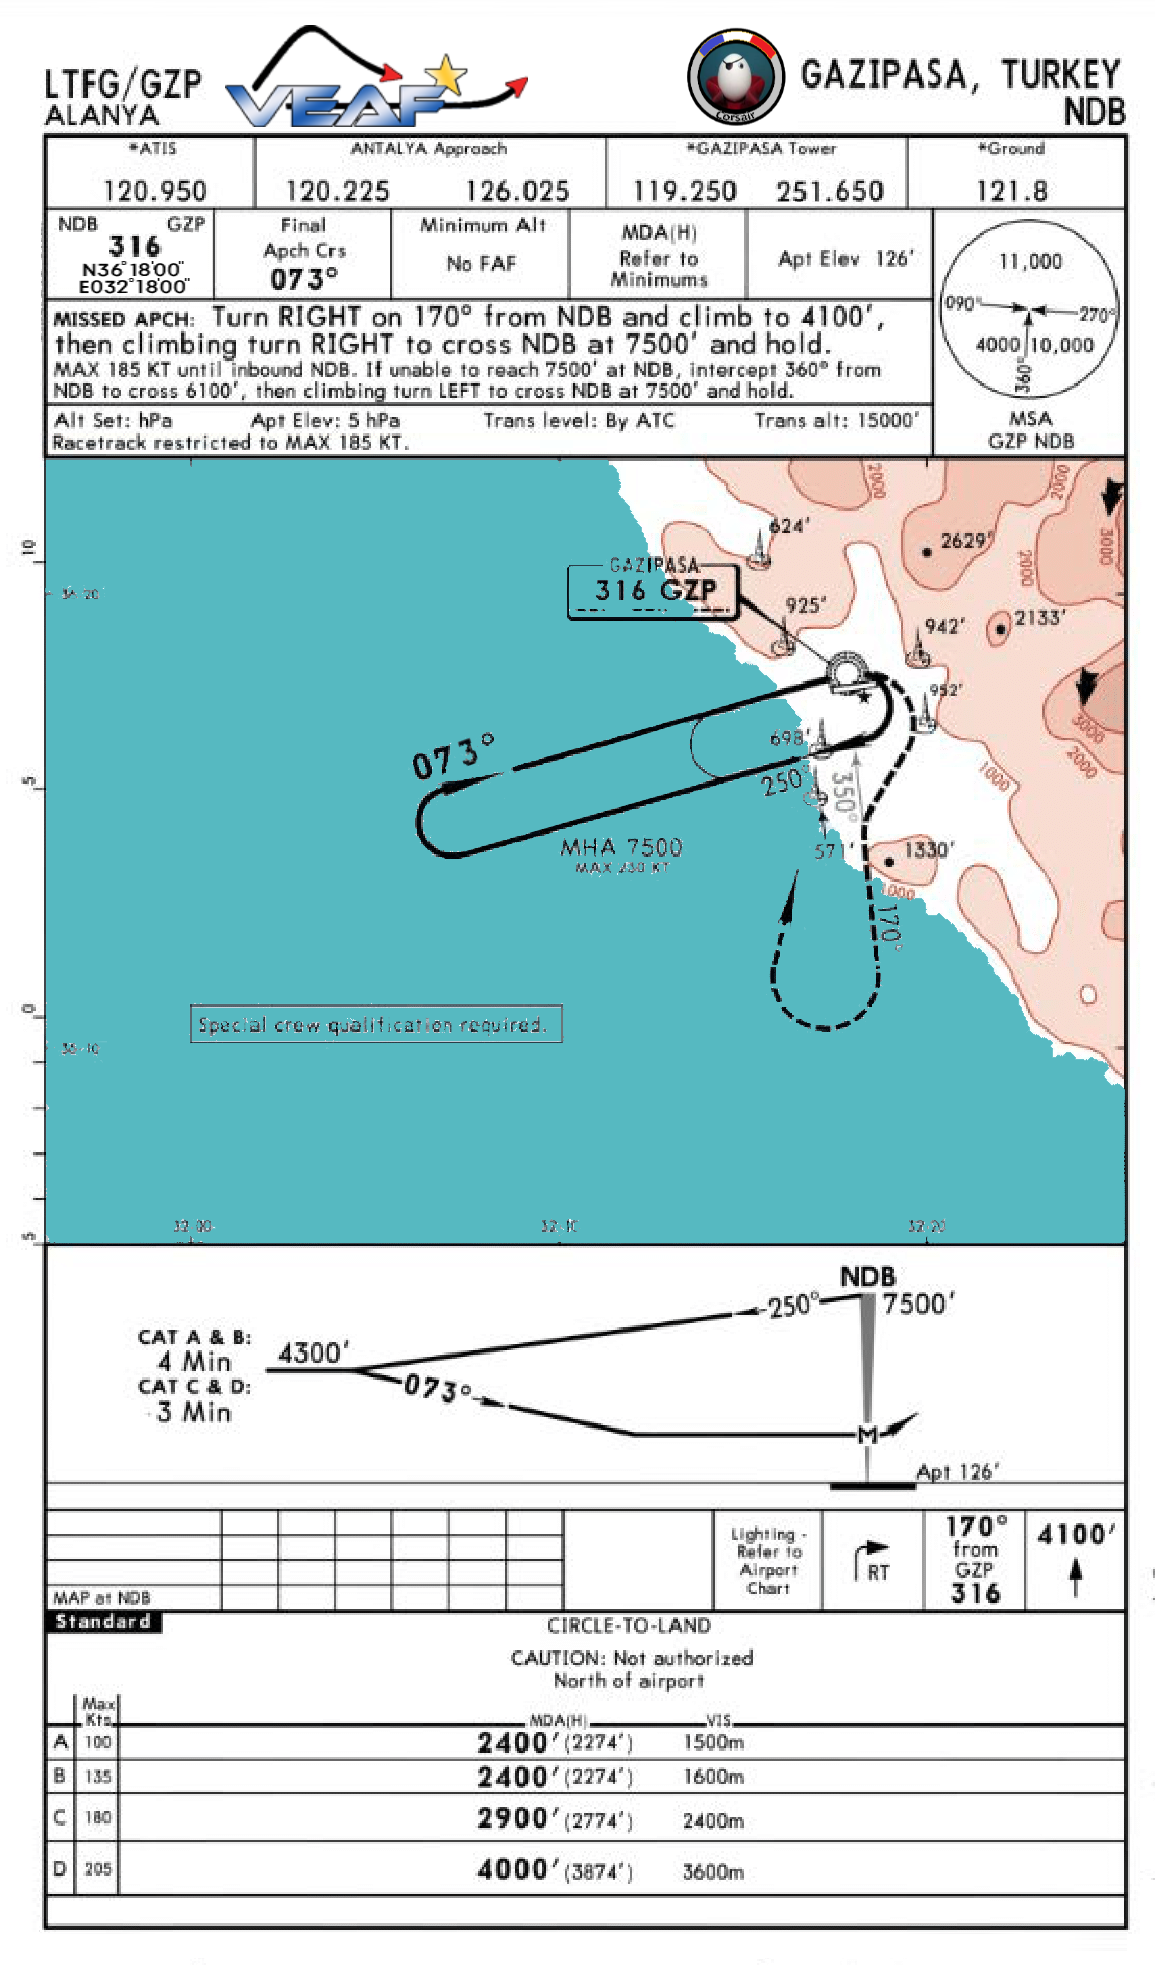 LTFG/GZP
ALANYA
VEAF
Corsair
GAZIPASA, TURKEY
NDB
*ATIS
120.950
ANTALYA Approach
120.225 126.025
*GAZIPASA Tower
119.250 251.650
*Ground
121.8
NDB GZP
316
N36°18'00"
E032°18'00"
Final
Apch Crs
073°
Minimum Alt
No FAF
MDA(H)
Refer to
Minimums
Apt Elev 126'
11,000
090°
270°
4000
10,000
360°
MSA
GZP NDB
MISSED APCH: Turn RIGHT on 170° from NDB and climb to 4100',
then climbing turn RIGHT to cross NDB at 7500' and hold.
MAX 185 KT until inbound NDB. If unable to reach 7500' at NDB, intercept 360° from
NDB to cross 6100', then climbing turn LEFT to cross NDB at 7500' and hold.
Alt Set: hPa Apt Elev: 5 hPa Trans level: By ATC Trans alt: 15000'
Racetrack restricted to MAX 185 KT.
2000
2000
624'
2629'
3000
2000
10
36-20
GAZIPASA
316 GZP
925'
942'
2133'
952'
3000
2000
1000
073°
698'
250°
350°
5
MHA 7500
MAX 230 KT
571'
1330'
1000
170°
0
Special crew qualification required.
36-10
5
32-00
32-10
32-20
NDB
7500'
250°
CAT A & B:
4 Min
CAT C & D:
3 Min
4300'
073°
M
Apt 126'
MAP at NDB
Lighting -
Refer to
Airport
Chart
RT
170°
from
GZP
316
4100'
Standard
CIRCLE-TO-LAND
CAUTION: Not authorized
North of airport
Max
Kts
MDA(H) VIS
A 100 2400' (2274') 1500m
B 135 2400' (2274') 1600m
C 180 2900' (2774') 2400m
D 205 4000' (3874') 3600m